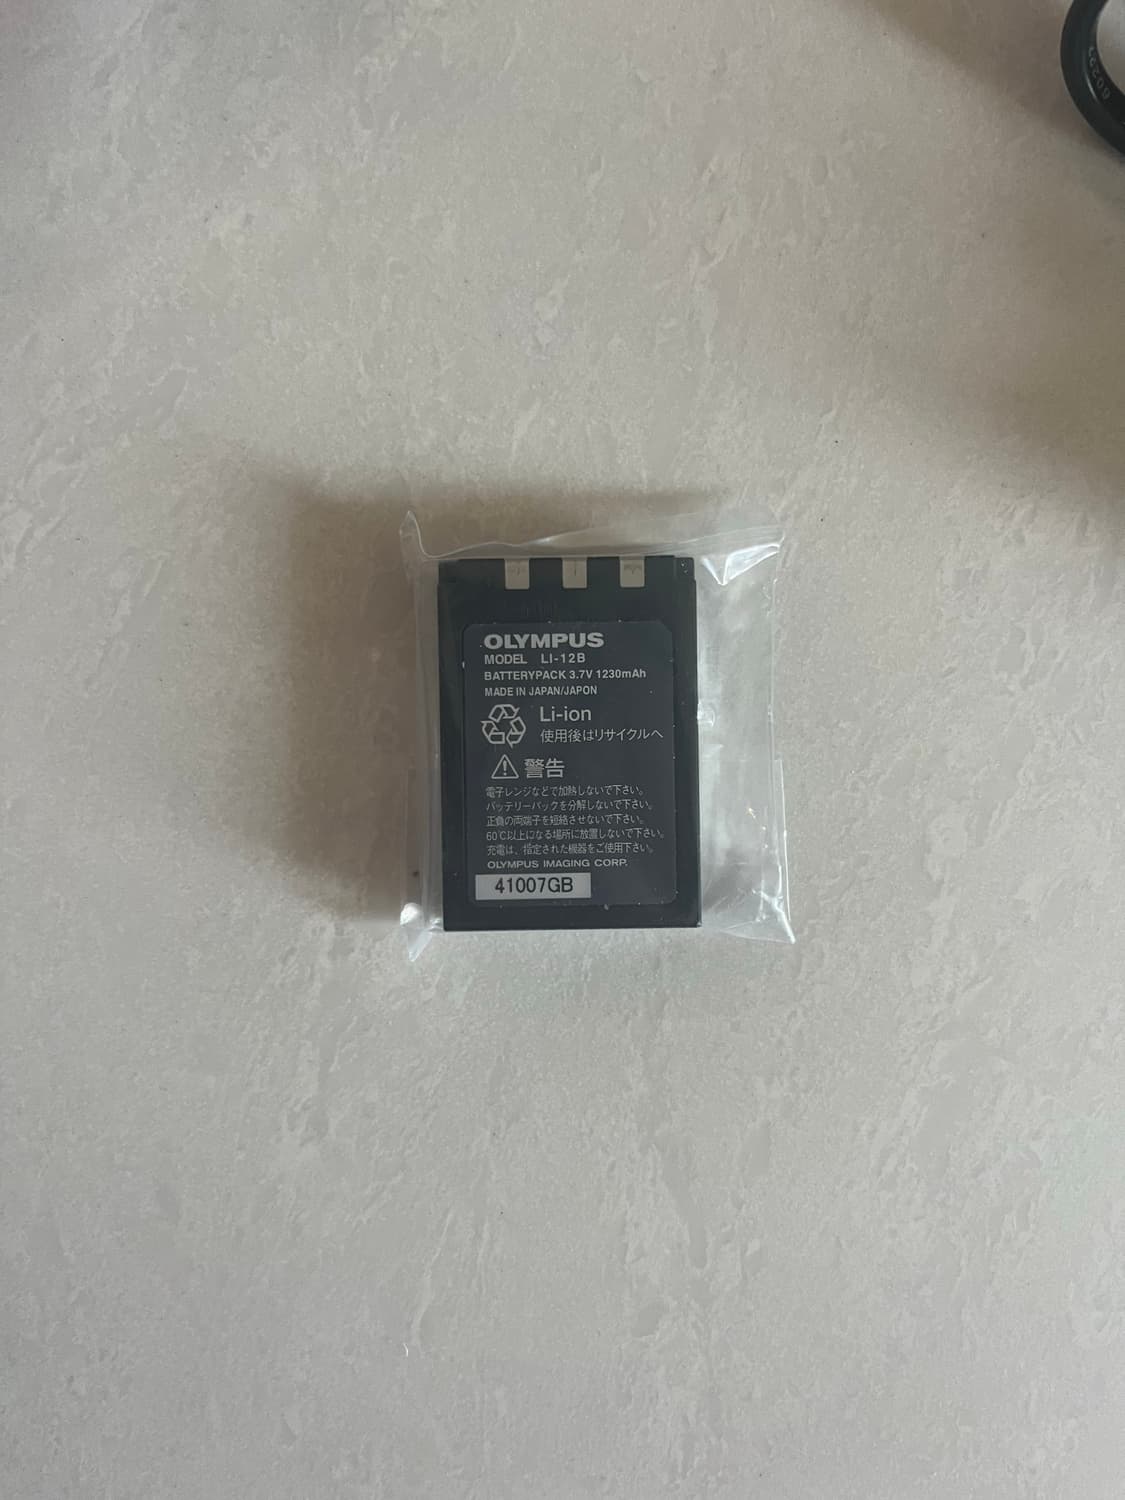 60227
OLYMPUS
MODEL LI-12B
BATTERYPACK 3.7V 1230mAh
MADE IN JAPAN/JAPON
Li-ion
使用後はリサイクルへ
警告
電子レンジなどで加熱しないで下さい。
バッテリーパックを分解しないで下さい。
正負の両端子を短絡させないで下さい。
60℃以上になる場所に放置しないで下さい。
充電は、指定された機器をご使用下さい。
OLYMPUS IMAGING CORP.
41007GB